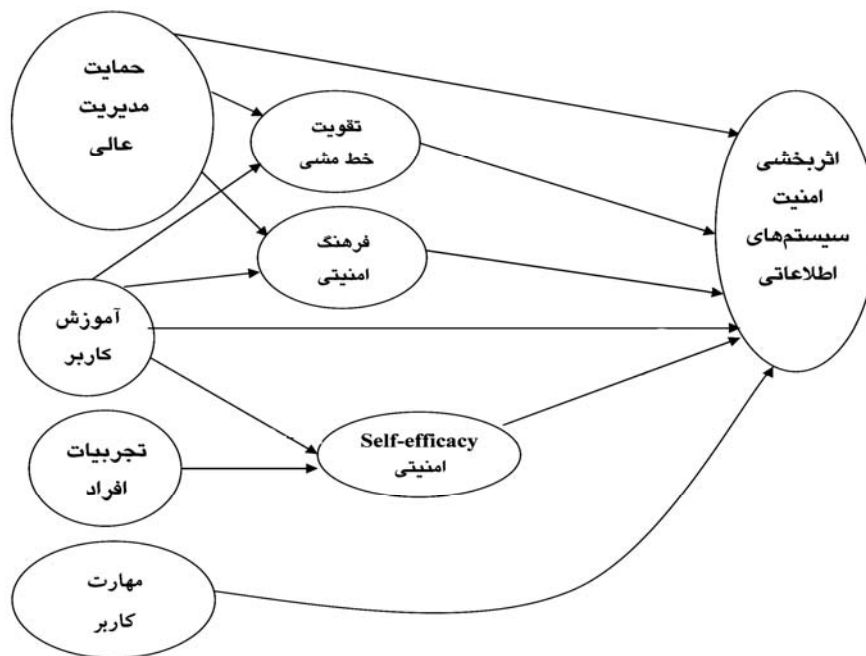 حمایت
مدیریت
عالی
تقویت
خط مشی
فرهنگ
امنیتی
اثربخشی
امنیت
سیستم‌های
اطلاعاتی
آموزش
کاربر
Self-efficacy
امنیتی
تجربیات
افراد
مهارت
کاربر